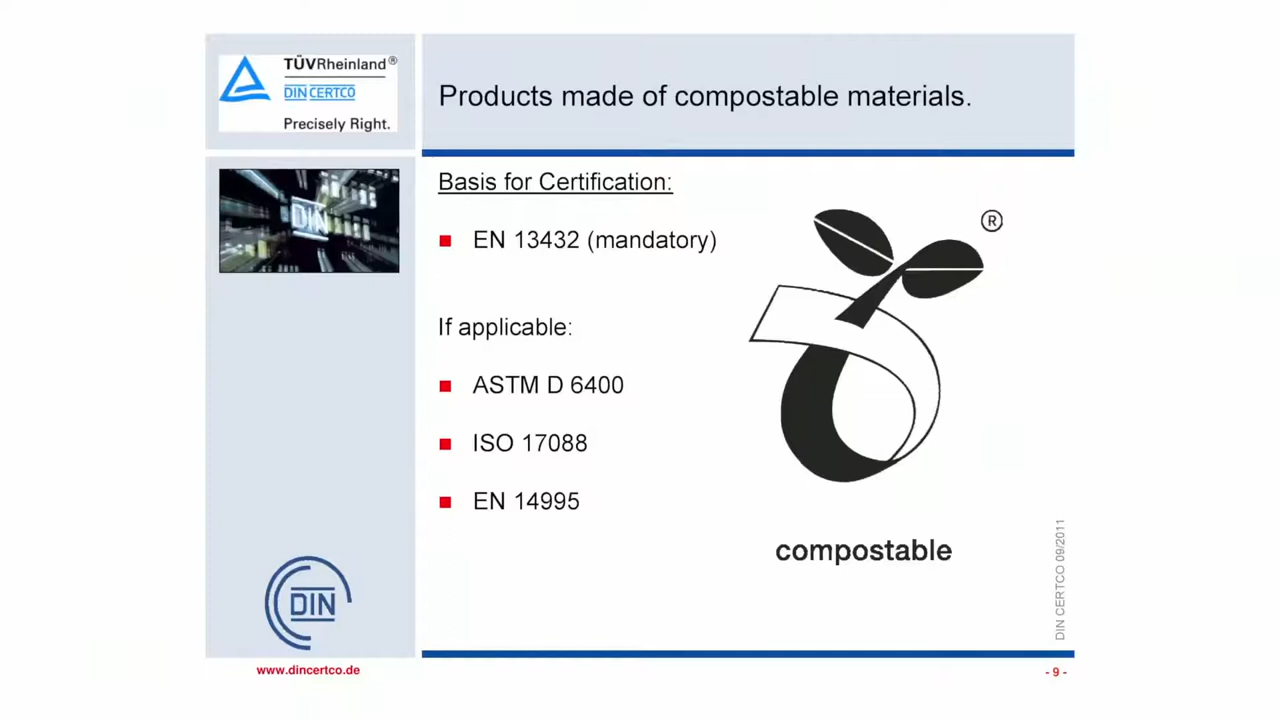 TÜVRheinland®
DIN CERTCO
Precisely Right.
Products made of compostable materials.
DIN
Basis for Certification:
EN 13432 (mandatory)
®
If applicable:
ASTM D 6400
ISO 17088
EN 14995
compostable
DIN CERTCO 09/2011
DIN
www.dincertco.de
- 9 -